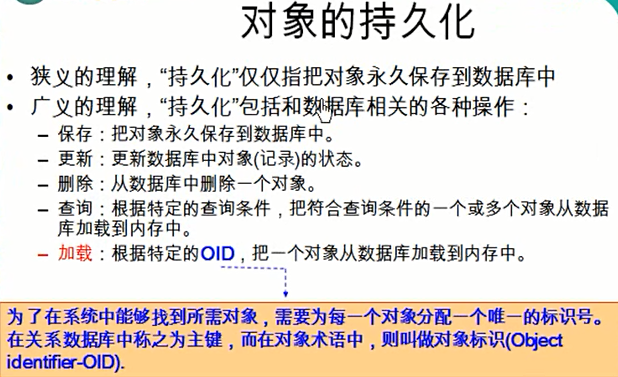 对象的持久化
• 狭义的理解，“持久化”仅仅指把对象永久保存到数据库中
• 广义的理解，“持久化”包括和数据库相关的各种操作：
– 保存：把对象永久保存到数据库中。
– 更新：更新数据库中对象(记录)的状态。
– 删除：从数据库中删除一个对象。
– 查询：根据特定的查询条件，把符合查询条件的一个或多个对象从数据
库加载到内存中。
– 加载：根据特定的OID，把一个对象从数据库加载到内存中。
为了在系统中能够找到所需对象，需要为每一个对象分配一个唯一的标识号。
在关系数据库中称之为主键，而在对象术语中，则叫做对象标识(Object
identifier-OID).